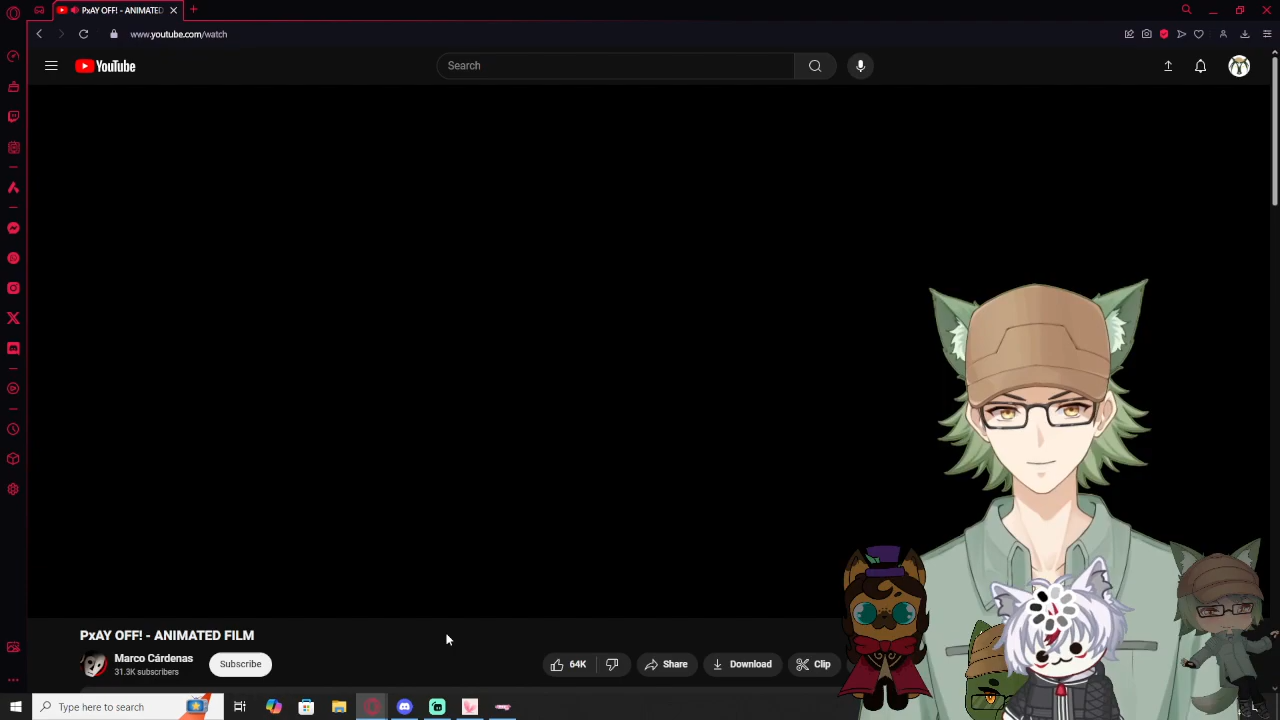 PxAY OFF! - ANIMATED
www.youtube.com/watch
YouTube
Search
PxAY OFF! - ANIMATED FILM
Marco Cárdenas
31.3K subscribers
Subscribe
64K
Share
Download
Clip
Type here to search